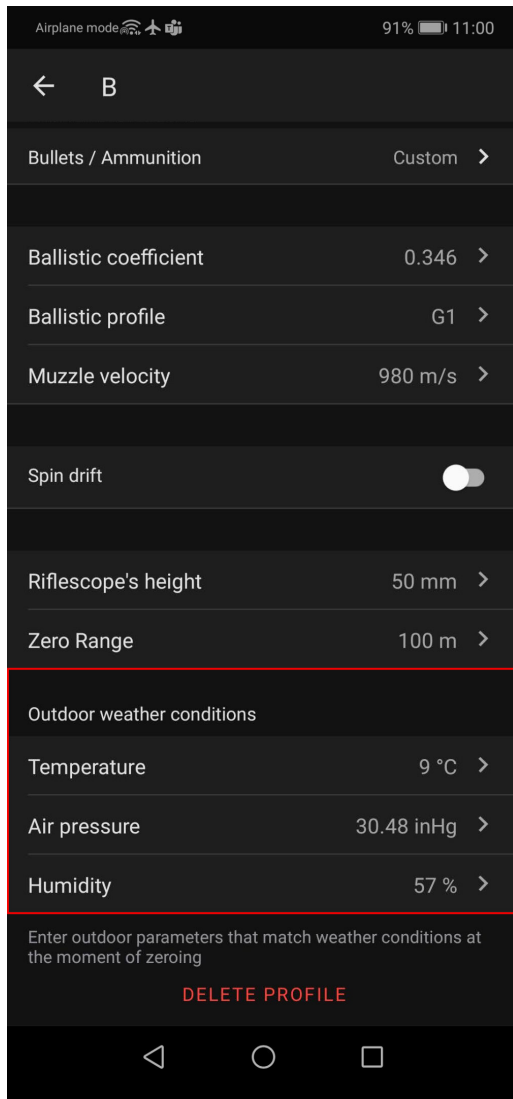 Airplane mode 91% 11:00
B
Bullets / Ammunition Custom
Ballistic coefficient 0.346
Ballistic profile G1
Muzzle velocity 980 m/s
Spin drift
Riflescope's height 50 mm
Zero Range 100 m
Outdoor weather conditions
Temperature 9 °C
Air pressure 30.48 inHg
Humidity 57 %
Enter outdoor parameters that match weather conditions at
the moment of zeroing
DELETE PROFILE